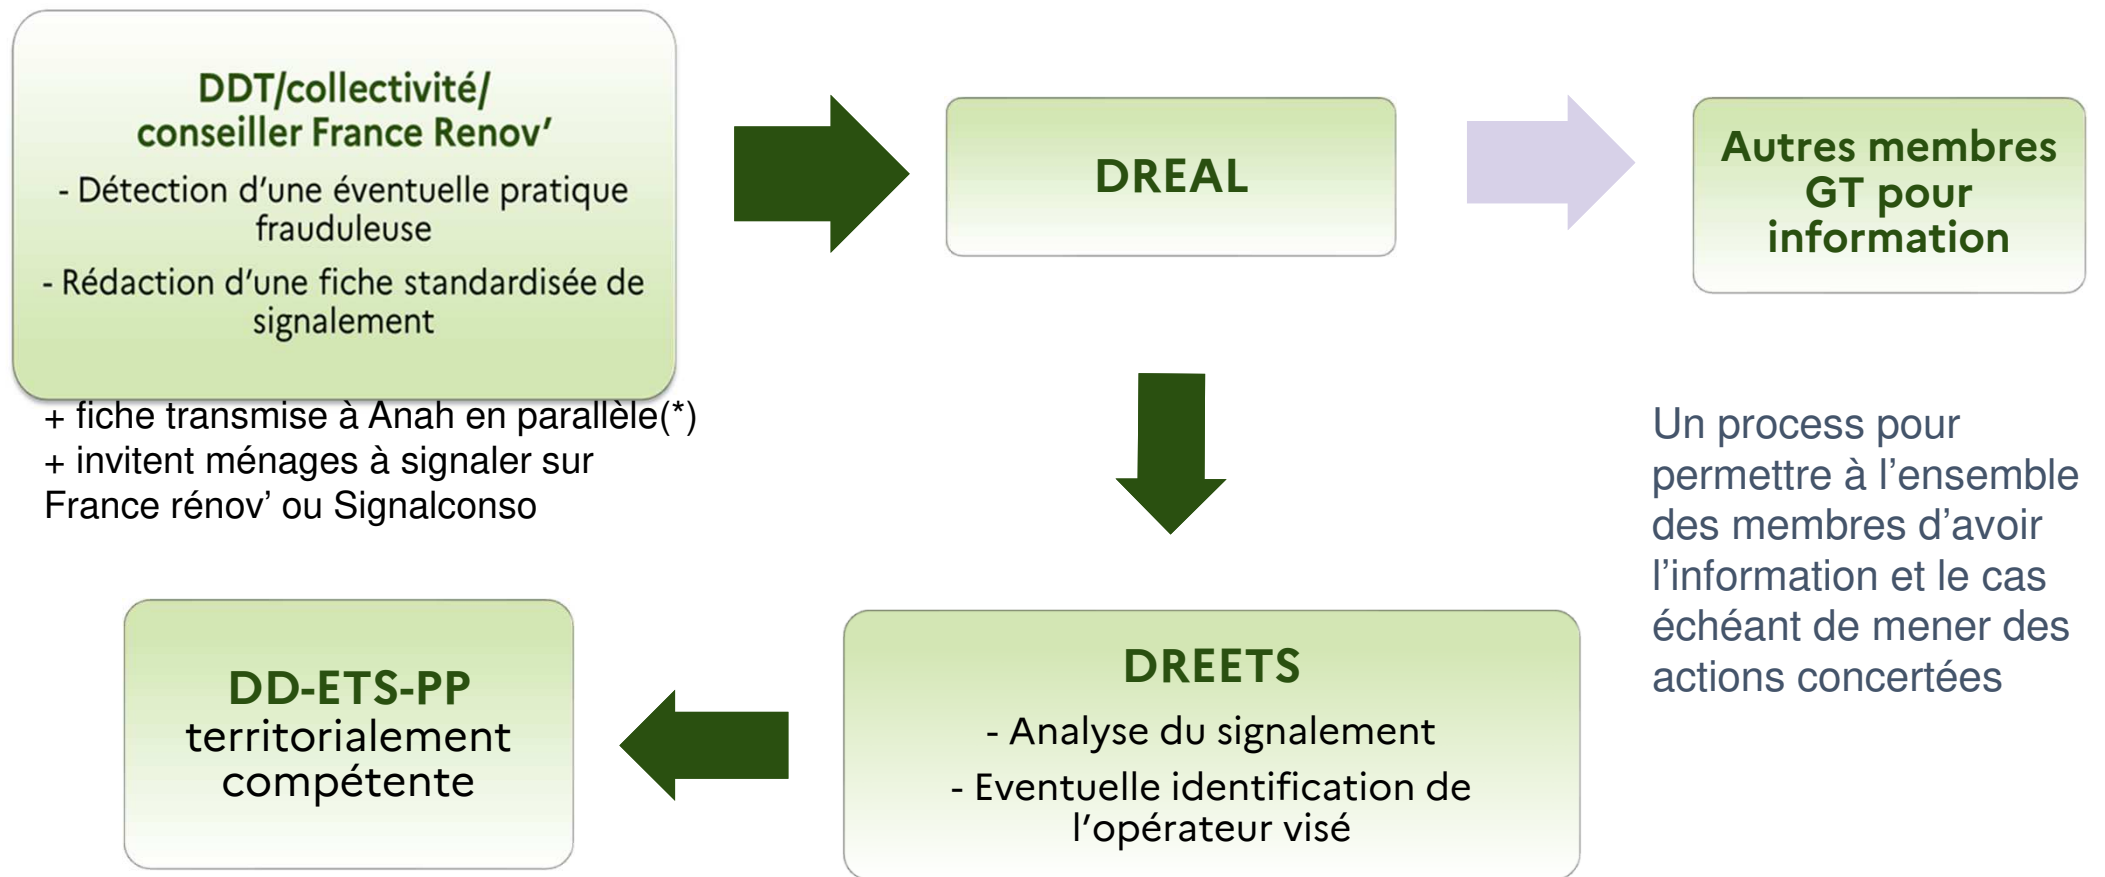 DDT/collectivité/
conseiller France Renov’
- Détection d’une éventuelle pratique
frauduleuse
- Rédaction d’une fiche standardisée de
signalement
+ fiche transmise à Anah en parallèle(*)
+ invitent ménages à signaler sur
France rénov’ ou Signalconso
DREAL
Autres membres
GT pour
information
Un process pour
permettre à l’ensemble
des membres d’avoir
l’information et le cas
échéant de mener des
actions concertées
DREETS
- Analyse du signalement
- Eventuelle identification de
l’opérateur visé
DD-ETS-PP
territorialement
compétente